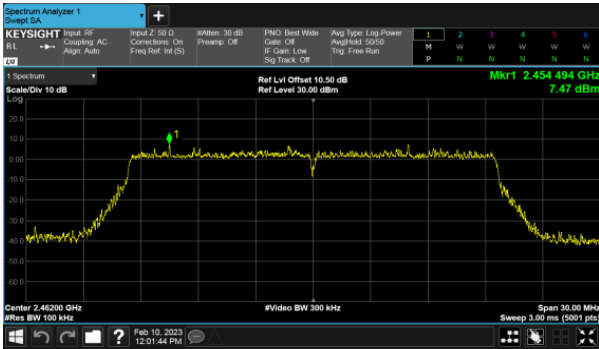 Spectrum Analyzer 1
Swept SA
+
KEYSIGHT
RL
Input: RF
Coupling: AC
Align: Auto
Input Z: 50 Ω
Corrections: On
Freq Ref: Int (S)
#Atten: 30 dB
Preamp: Off
PNO: Best Wide
Gate: Off
IF Gain: Low
Sig Track: Off
Avg Type: Log-Power
Avg|Hold: 50/50
Trig: Free Run
1 2 3 4 5 6
M W W W W W
P N N N N N
1 Spectrum
Scale/Div 10 dB
Ref Lvl Offset 10.50 dB
Ref Level 30.00 dBm
Mkr1 2.454 494 GHz
7.47 dBm
Log
20.0
10.0
0.00
-10.0
-20.0
-30.0
-40.0
-50.0
-60.0
1
Center 2.46200 GHz
#Res BW 100 kHz
#Video BW 300 kHz
Span 30.00 MHz
Sweep 3.00 ms (5001 pts)
?
Feb 10, 2023
12:01:44 PM